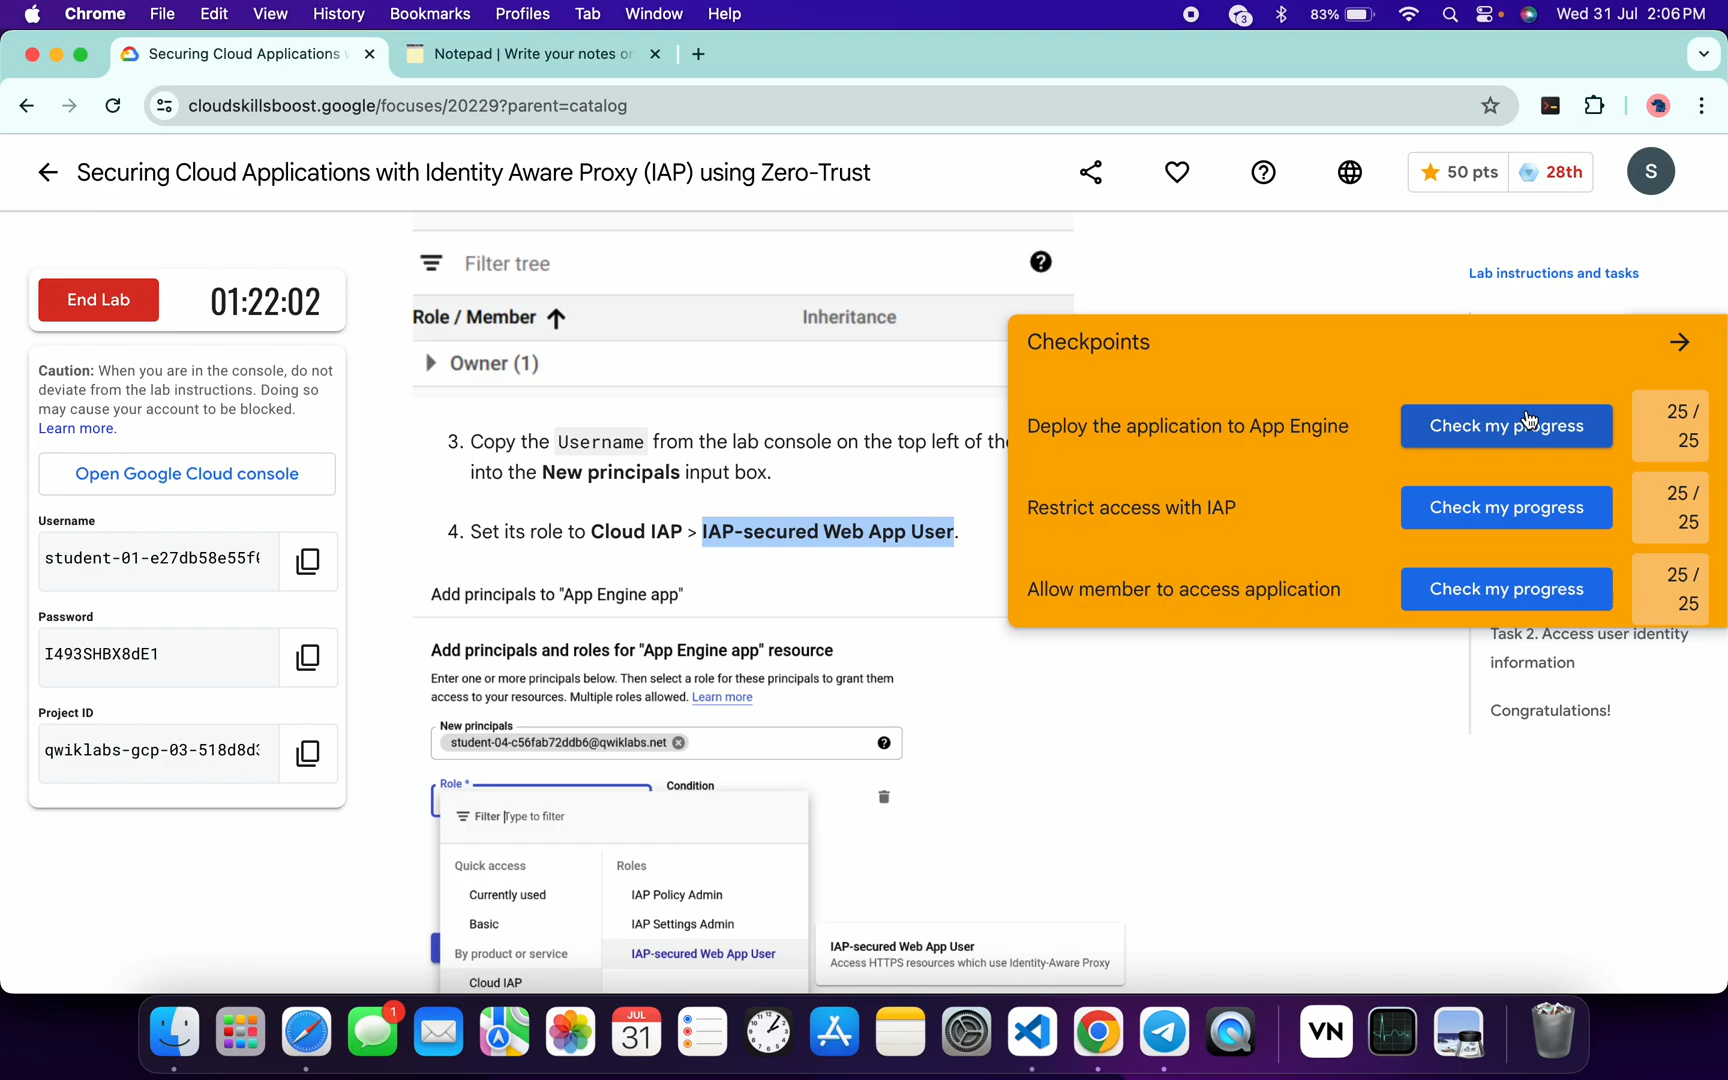 Chrome File Edit View History Bookmarks Profiles Tab Window Help
3 83% Wed 31 Jul 2:06 PM
Securing Cloud Applications
Notepad | Write your notes or
cloudskillsboost.google/focuses/20229?parent=catalog
Securing Cloud Applications with Identity Aware Proxy (IAP) using Zero-Trust
50 pts 28th S
End Lab 01:22:02
Caution: When you are in the console, do not
deviate from the lab instructions. Doing so
may cause your account to be blocked.
Learn more.
Open Google Cloud console
Username
student-01-e27db58e55f
Password
I493SHBX8dE1
Project ID
qwiklabs-gcp-03-518d8d
Filter tree
Role / Member Inheritance
Owner (1)
3. Copy the Username from the lab console on the top left of the
into the New principals input box.
4. Set its role to Cloud IAP > IAP-secured Web App User.
Add principals to "App Engine app"
Add principals and roles for "App Engine app" resource
Enter one or more principals below. Then select a role for these principals to grant them
access to your resources. Multiple roles allowed. Learn more
New principals
student-04-c56fab72ddb6@qwiklabs.net
Role * Condition
Filter Type to filter
Quick access Roles
Currently used IAP Policy Admin
Basic IAP Settings Admin
By product or service IAP-secured Web App User
Cloud IAP
IAP-secured Web App User
Access HTTPS resources which use Identity-Aware Proxy
Lab instructions and tasks
Checkpoints
Deploy the application to App Engine Check my progress 25 /
25
Restrict access with IAP Check my progress 25 /
25
Allow member to access application Check my progress 25 /
25
Task 2. Access user identity
information
Congratulations!
1
JUL
31
VN